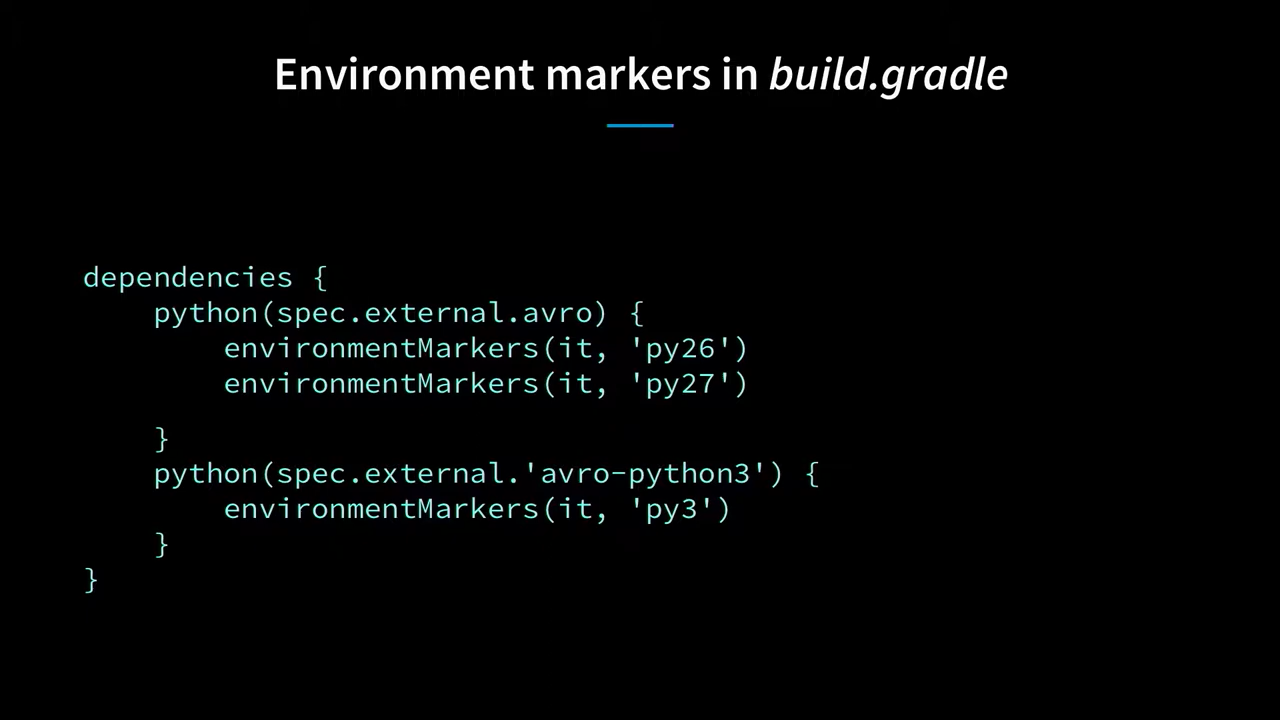 Environment markers in build.gradle
dependencies {
    python(spec.external.avro) {
        environmentMarkers(it, 'py26')
        environmentMarkers(it, 'py27')
    }
    python(spec.external.'avro-python3') {
        environmentMarkers(it, 'py3')
    }
}